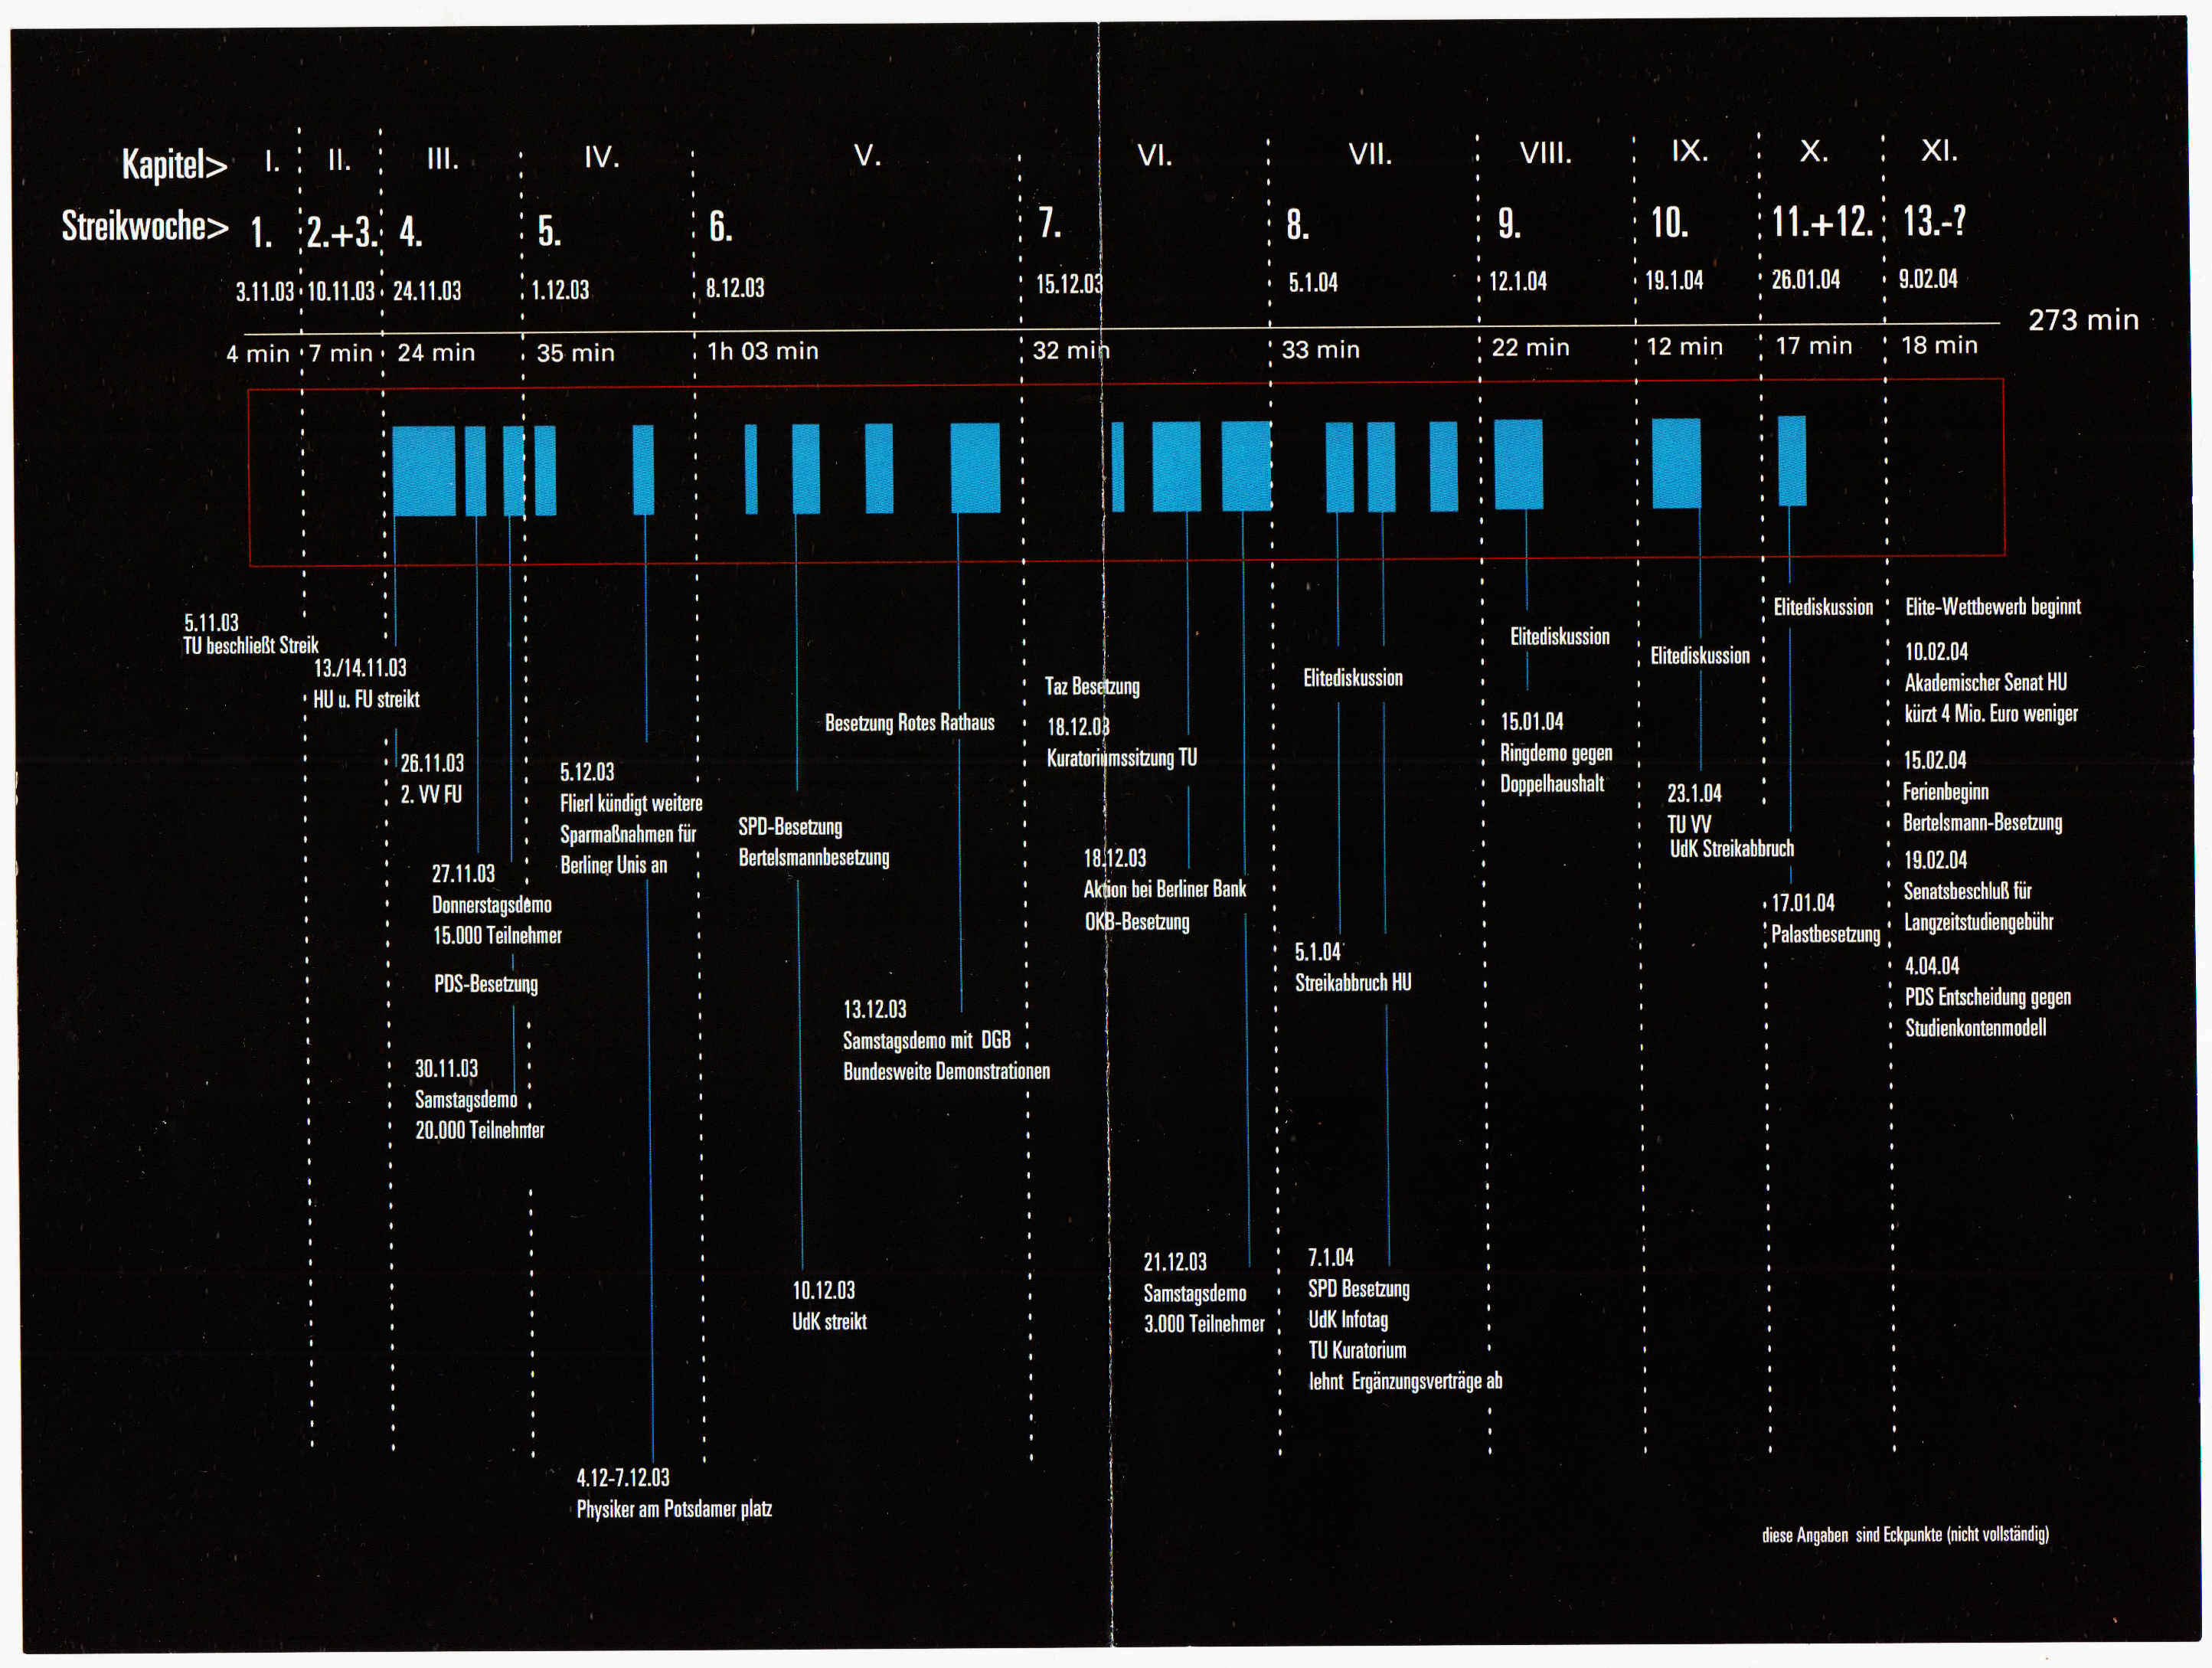 Kapitel> I. II. III. IV. V. VI. VII. VIII. IX. X. XI.
Streikwoche> 1. 2.+3. 4. 5. 6. 7. 8. 9. 10. 11.+12. 13.-?
3.11.03 10.11.03 24.11.03 1.12.03 8.12.03 15.12.03 5.1.04 12.1.04 19.1.04 26.01.04 9.02.04
273 min
4 min 7 min 24 min 35 min 1h 03 min 32 min 33 min 22 min 12 min 17 min 18 min
5.11.03
TU beschließt Streik
13./14.11.03
HU u. FU streikt
26.11.03
2. VV FU
27.11.03
Donnerstagsdemo
15.000 Teilnehmer
PDS-Besetzung
30.11.03
Samstagsdemo
20.000 Teilnehmter
5.12.03
Flierl kündigt weitere
Sparmaßnahmen für
Berliner Unis an
4.12-7.12.03
Physiker am Potsdamer platz
SPD-Besetzung
Bertelsmannbesetzung
10.12.03
UdK streikt
Besetzung Rotes Rathaus
13.12.03
Samstagsdemo mit DGB
Bundesweite Demonstrationen
Taz Besetzung
18.12.03
Kuratoriumssitzung TU
18.12.03
Aktion bei Berliner Bank
OKB-Besetzung
21.12.03
Samstagsdemo
3.000 Teilnehmer
Elitediskussion
5.1.04
Streikabbruch HU
7.1.04
SPD Besetzung
UdK Infotag
TU Kuratorium
lehnt Ergänzungsverträge ab
Elitediskussion
15.01.04
Ringdemo gegen
Doppelhaushalt
Elitediskussion
23.1.04
TU VV
UdK Streikabbruch
Elitediskussion
17.01.04
Palastbesetzung
Elite-Wettbewerb beginnt
10.02.04
Akademischer Senat HU
kürzt 4 Mio. Euro weniger
15.02.04
Ferienbeginn
Bertelsmann-Besetzung
19.02.04
Senatsbeschluß für
Langzeitstudiengebühr
4.04.04
PDS Entscheidung gegen
Studienkontenmodell
diese Angaben sind Eckpunkte (nicht vollständig)